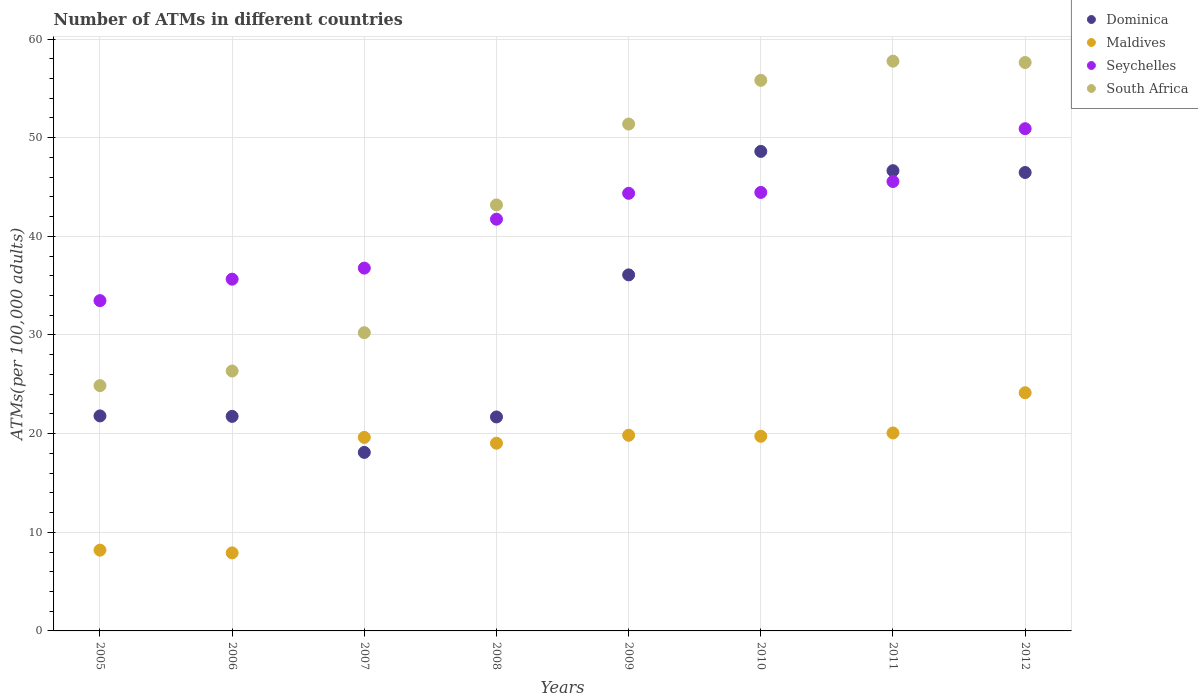 Number of ATMs in different countries
Dominica
Maldives
Seychelles
South Africa
ATMs(per 100,000 adults)
60
50
40
30
20
10
0
2005
2006
2007
2008
2009
2010
2011
2012
Years